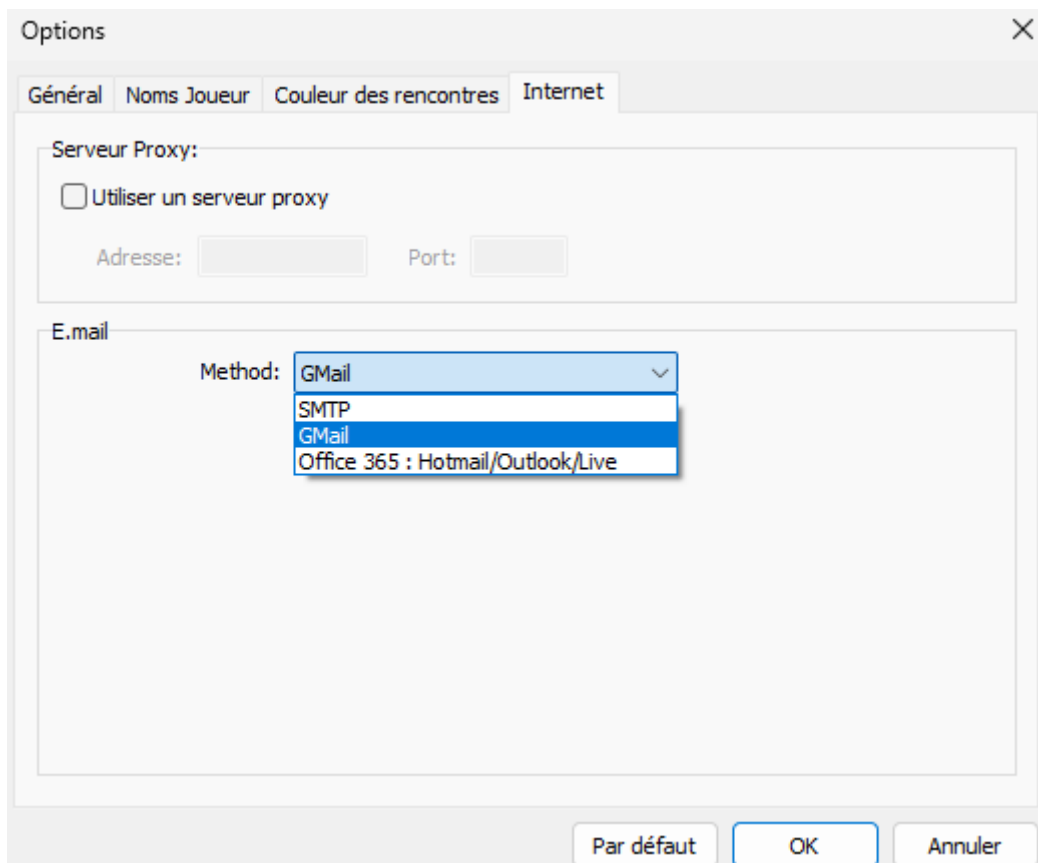 Options
Général Noms Joueur Couleur des rencontres Internet
Serveur Proxy:
Utiliser un serveur proxy
Adresse: Port:
E.mail
Method: GMail
SMTP
GMail
Office 365 : Hotmail/Outlook/Live
Par défaut OK Annuler